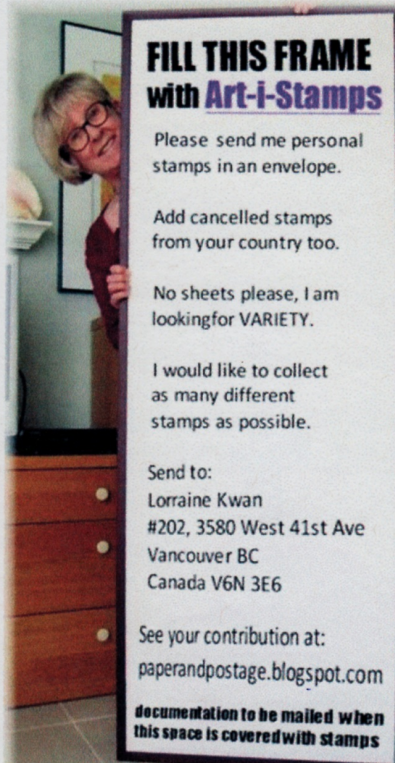 FILL THIS FRAME
with Art-i-Stamps
Please send me personal
stamps in an envelope.
Add cancelled stamps
from your country too.
No sheets please, I am
lookingfor VARIETY.
I would like to collect
as many different
stamps as possible.
Send to:
Lorraine Kwan
#202, 3580 West 41st Ave
Vancouver BC
Canada V6N 3E6
See your contribution at:
paperandpostage.blogspot.com
documentation to be mailed when
this space is covered with stamps